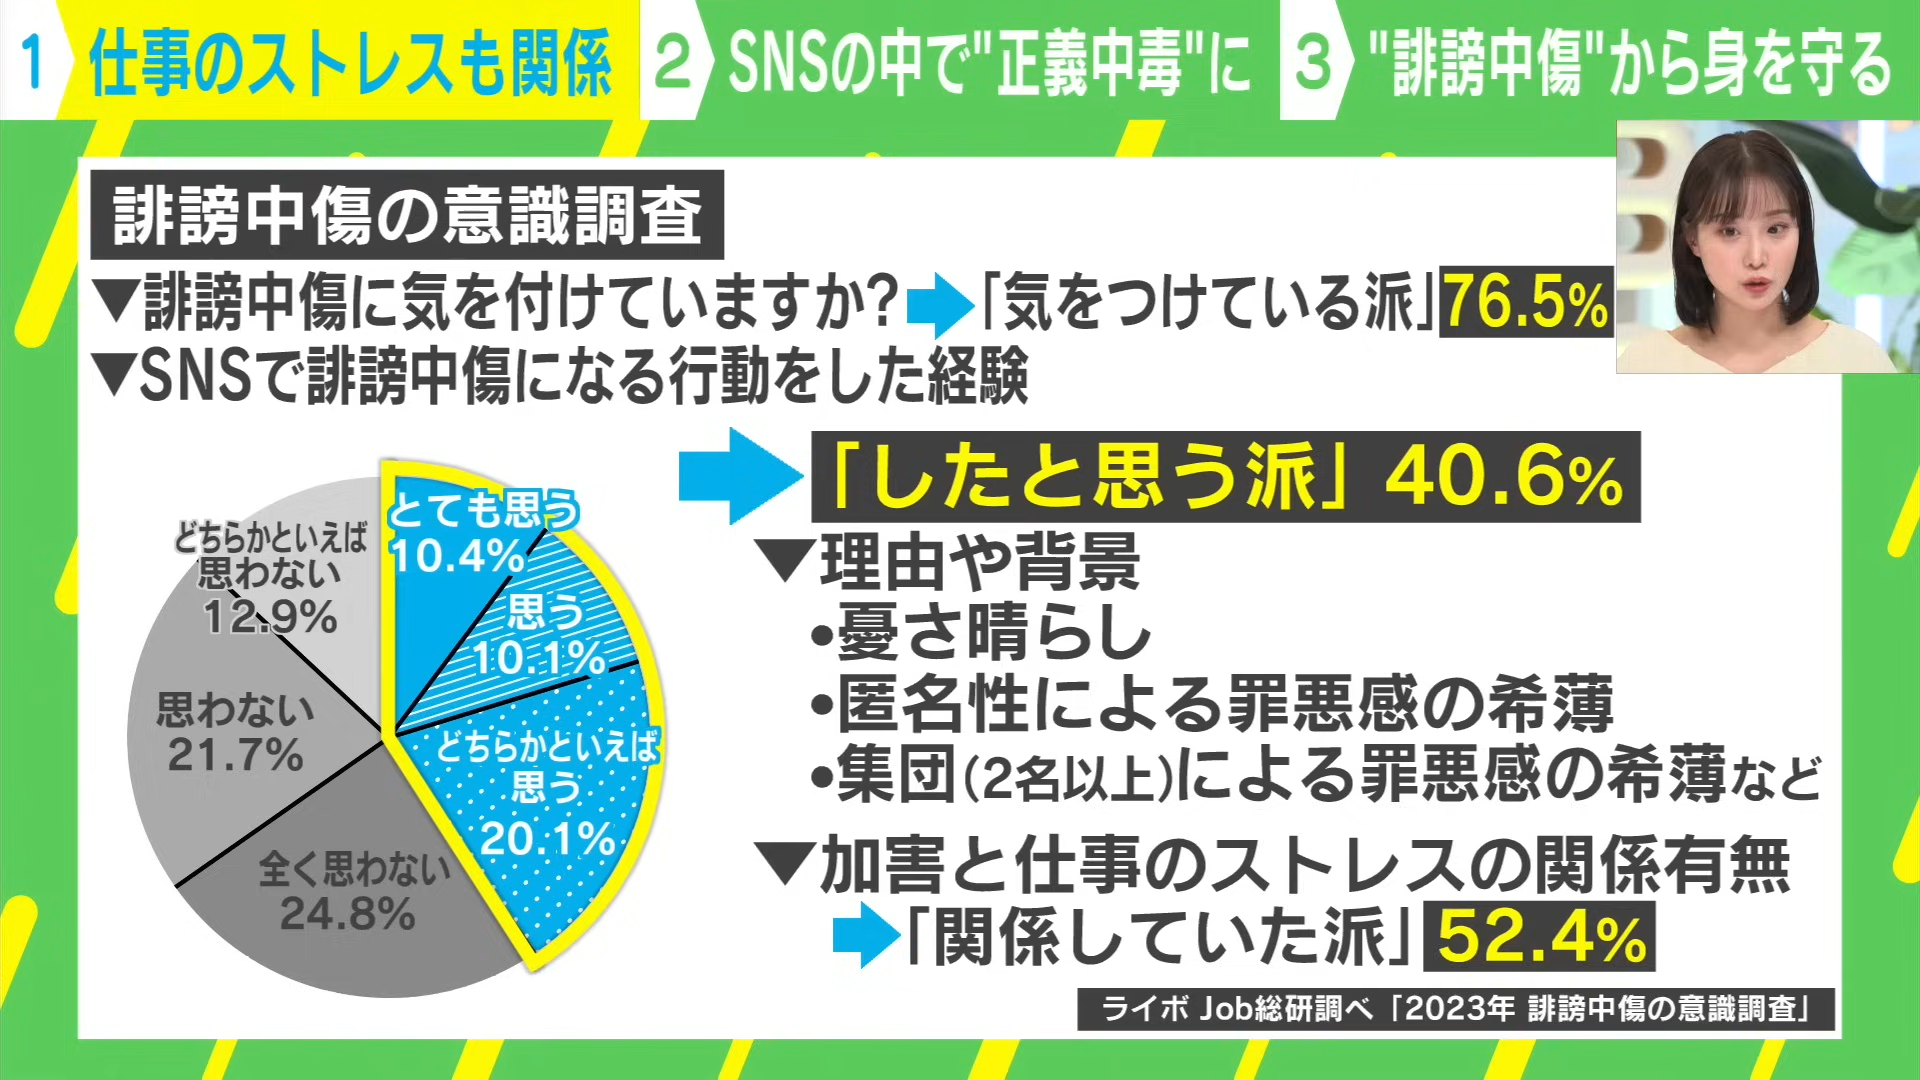 1 仕事のストレスも関係
2 SNSの中で"正義中毒"に
3 "誹謗中傷"から身を守る
誹謗中傷の意識調査
▼誹謗中傷に気を付けていますか?➡「気をつけている派」76.5%
▼SNSで誹謗中傷になる行動をした経験
➡「したと思う派」40.6%
とても思う
10.4%
思う
10.1%
どちらかといえば
思う
20.1%
全く思わない
24.8%
思わない
21.7%
どちらかといえば
思わない
12.9%
▼理由や背景
•憂さ晴らし
•匿名性による罪悪感の希薄
•集団(2名以上)による罪悪感の希薄など
▼加害と仕事のストレスの関係有無
➡「関係していた派」52.4%
ライボ Job総研調べ「2023年 誹謗中傷の意識調査」